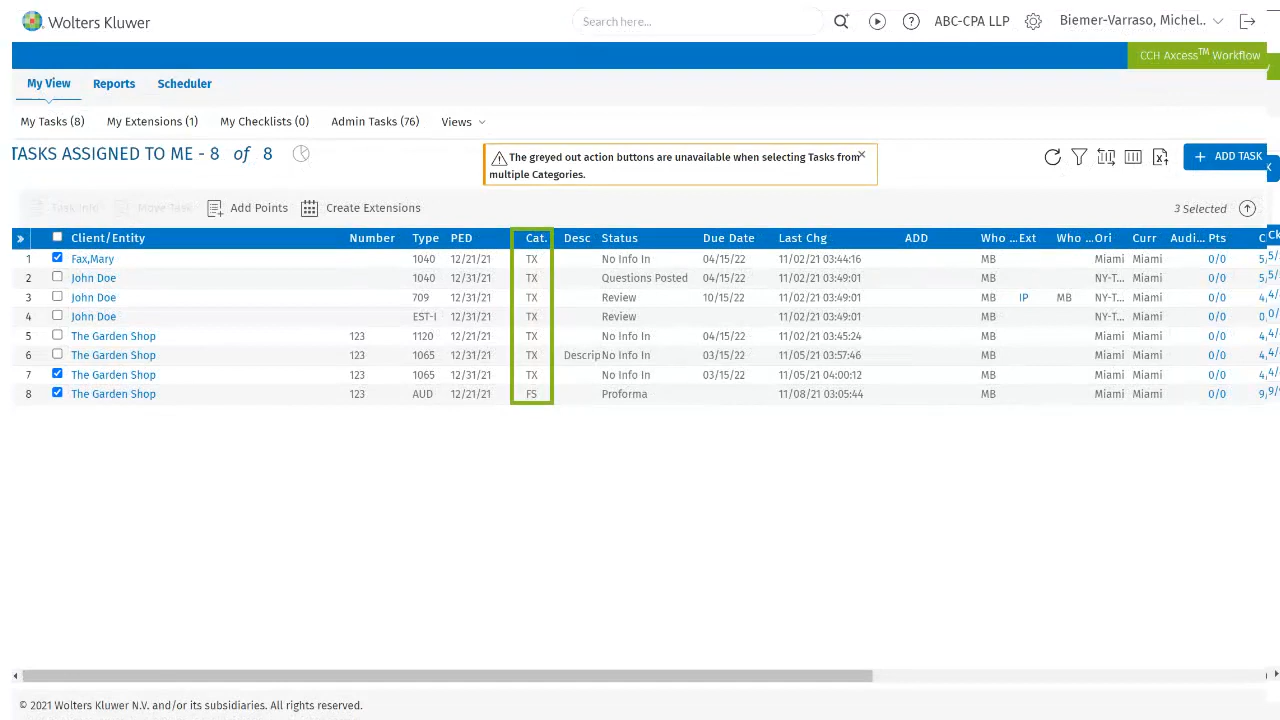 Wolters Kluwer Search here... ABC-CPA LLP Biemer-Varraso, Michel..
CCH Axcess™ Workflow
My View Reports Scheduler
My Tasks (8) My Extensions (1) My Checklists (0) Admin Tasks (76) Views
TASKS ASSIGNED TO ME - 8 of 8
The greyed out action buttons are unavailable when selecting Tasks from
multiple Categories.
ADD TASK
Task Info Move Task Add Points Create Extensions 3 Selected
Client/Entity Number Type PED Cat. Desc Status Due Date Last Chg ADD Who ... Ext Who ... Ori Curr Audi... Pts C
1 Fax,Mary 1040 12/21/21 TX No Info In 04/15/22 11/02/21 03:44:16 MB Miami Miami 0/0 5,
2 John Doe 1040 12/31/21 TX Questions Posted 04/15/22 11/02/21 03:49:01 MB NY-T... Miami 0/0 5,
3 John Doe 709 12/31/21 TX Review 10/15/22 11/02/21 03:49:01 MB IP MB NY-T... Miami 0/0 4,
4 John Doe EST-I 12/31/21 TX Review 11/02/21 03:49:01 MB NY-T... Miami 0/0 0,
5 The Garden Shop 123 1120 12/21/21 TX No Info In 04/15/22 11/02/21 03:45:24 MB Miami Miami 0/0 4,
6 The Garden Shop 123 1065 12/31/21 TX Descrip No Info In 03/15/22 11/05/21 03:57:46 MB Miami Miami 0/0 4,
7 The Garden Shop 123 1065 12/31/21 TX No Info In 03/15/22 11/05/21 04:00:12 MB Miami Miami 0/0 4,
8 The Garden Shop 123 AUD 12/21/21 FS Proforma 11/08/21 03:05:44 MB Miami Miami 0/0 9,
© 2021 Wolters Kluwer N.V. and/or its subsidiaries. All rights reserved.